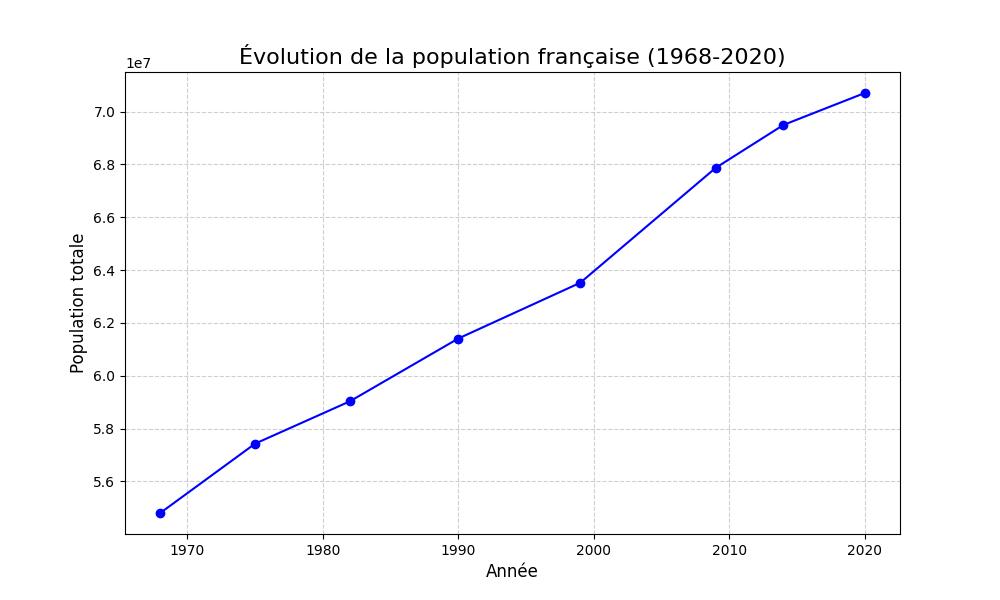 Évolution de la population française (1968-2020)
1e7
7.0
6.8
6.6
6.4
6.2
6.0
5.8
5.6
Population totale
1970 1980 1990 2000 2010 2020
Année